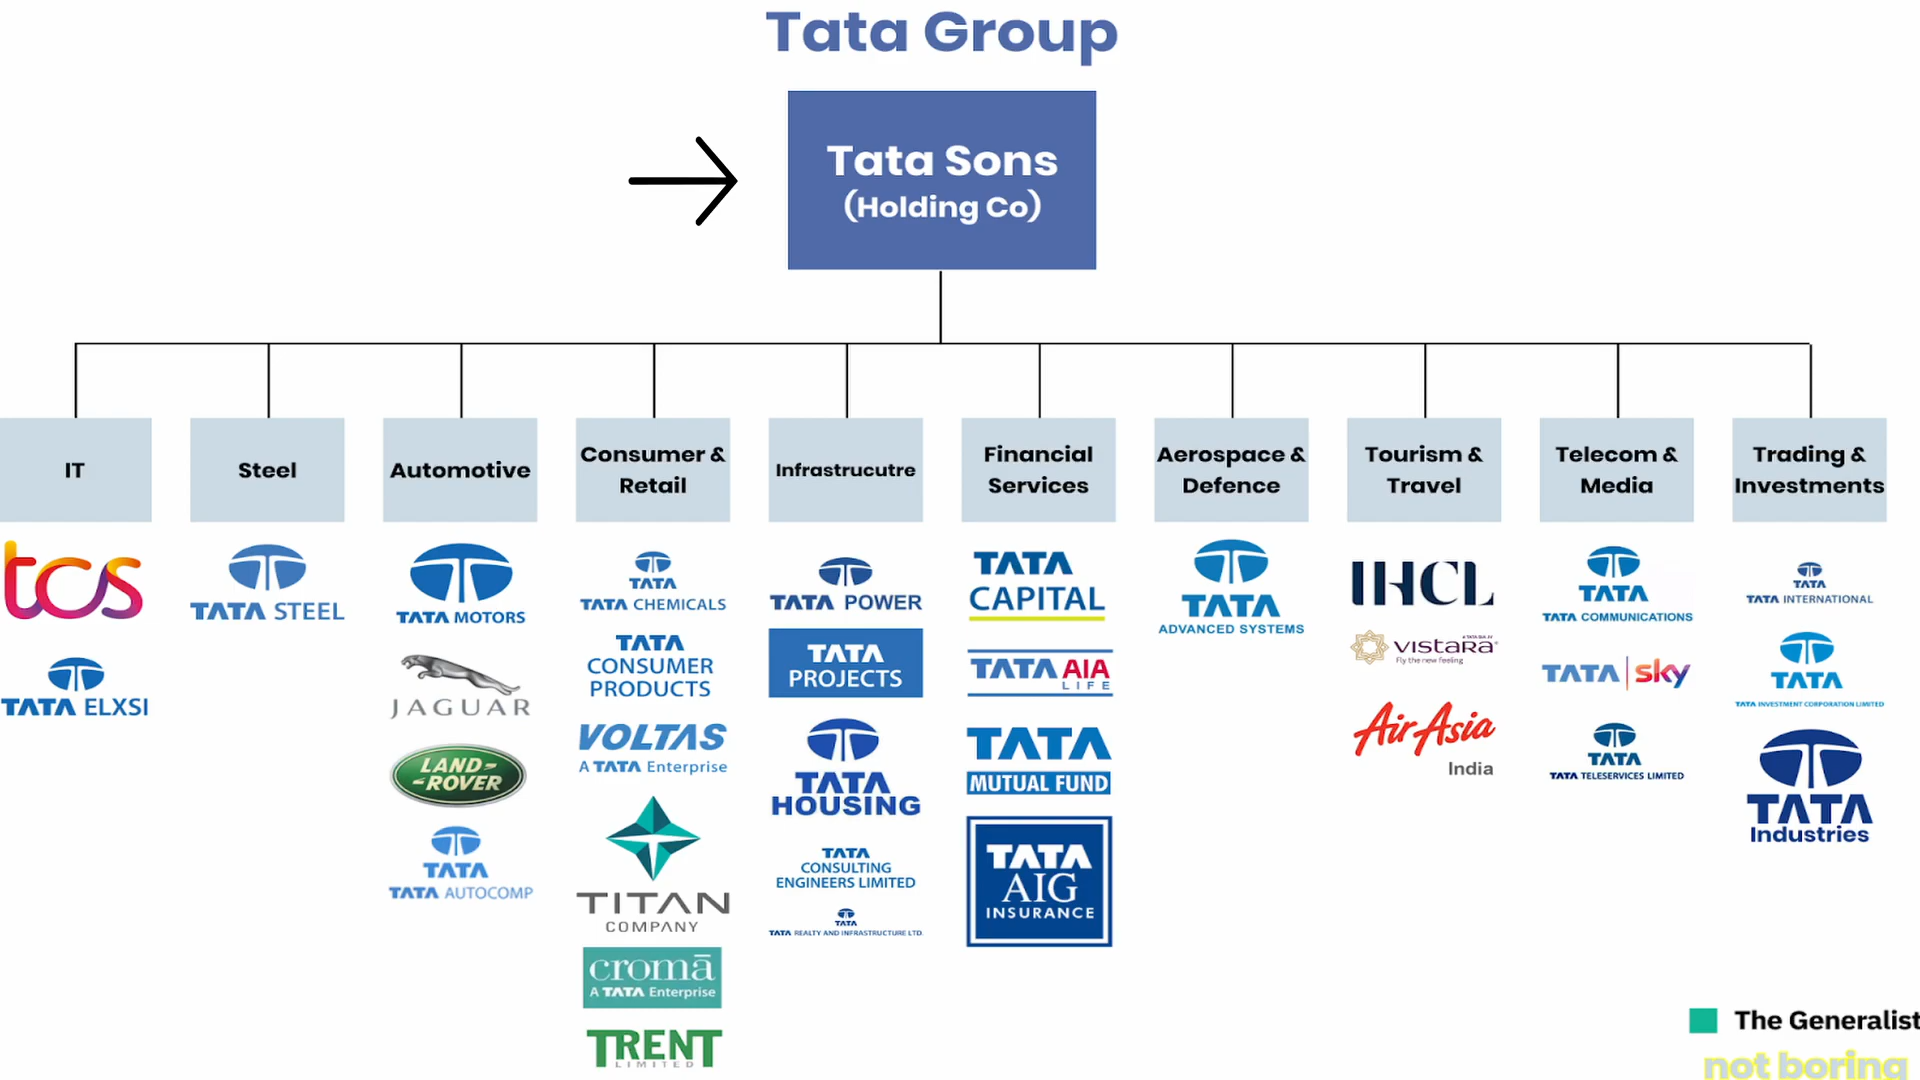 Tata Group
Tata Sons
(Holding Co)
IT
Steel
Automotive
Consumer &
Retail
Infrastrucutre
Financial
Services
Aerospace &
Defence
Tourism &
Travel
Telecom &
Media
Trading &
Investments
tcs
TATA ELXSI
TATA STEEL
TATA MOTORS
JAGUAR
LAND-
-ROVER
TATA
TATA AUTOCOMP
TATA
TATA CHEMICALS
TATA
CONSUMER
PRODUCTS
VOLTAS
A TATA Enterprise
TITAN
COMPANY
cromā
A TATA Enterprise
TRENT
LIMITED
TATA POWER
TATA
PROJECTS
TATA
HOUSING
TATA
CONSULTING
ENGINEERS LIMITED
TATA
TATA REALTY AND INFRASTRUCTURE LTD.
TATA
CAPITAL
TATA AIA
LIFE
TATA
MUTUAL FUND
TATA
AIG
INSURANCE
TATA
ADVANCED SYSTEMS
IHCL
VISTARA
Fly the new feeling
AirAsia
India
TATA
TATA COMMUNICATIONS
TATA sky
TATA
TATA TELESERVICES LIMITED
TATA
TATA INTERNATIONAL
TATA
TATA INVESTMENT CORPORATION LIMITED
TATA
Industries
The Generalist
not boring